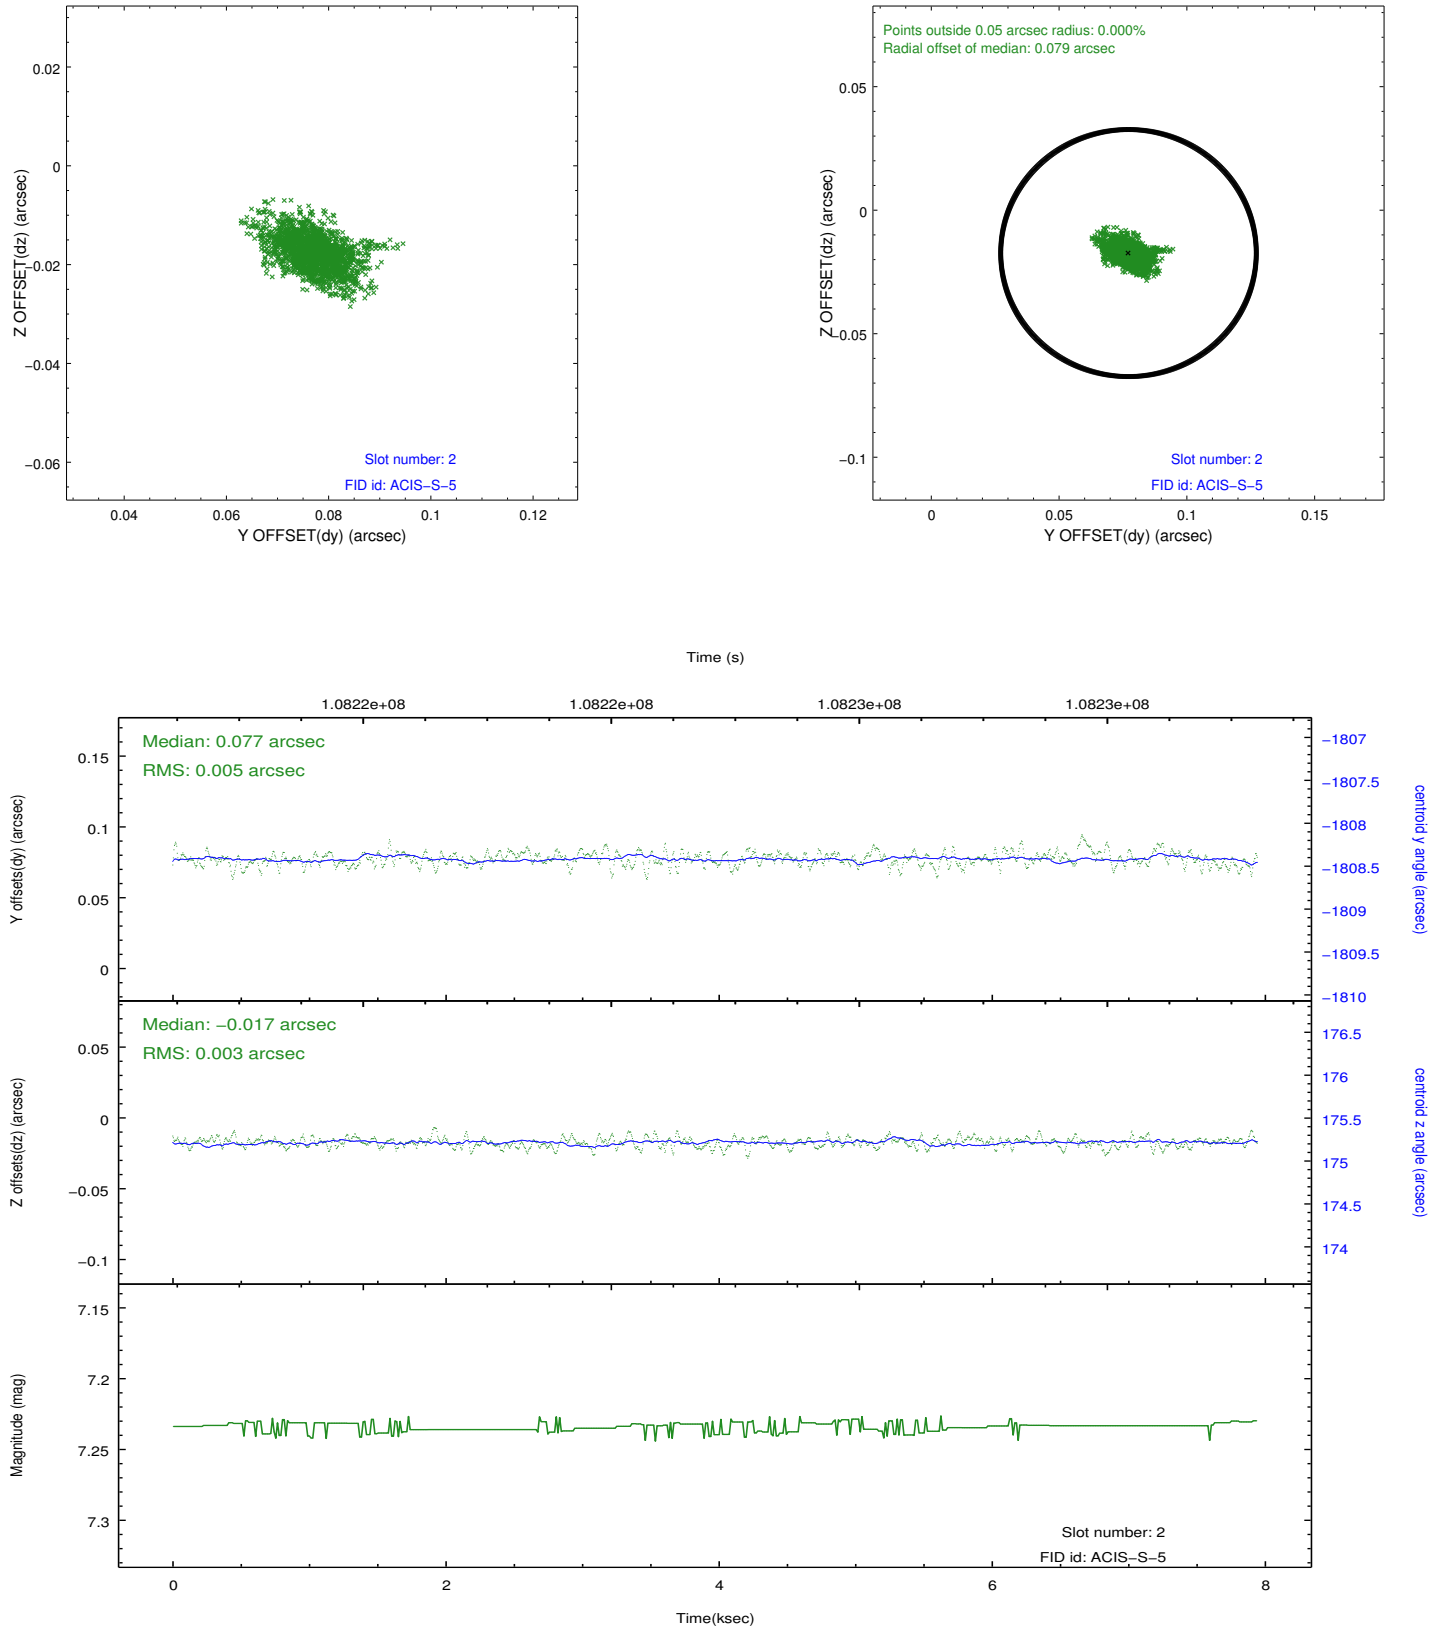 0.02
0
−0.02
−0.04
−0.06
Z OFFSET(dz) (arcsec)
Slot number: 2
FID id: ACIS−S−5
0.04 0.06 0.08 0.1 0.12
Y OFFSET(dy) (arcsec)
Points outside 0.05 arcsec radius: 0.000%
Radial offset of median: 0.079 arcsec
0.05
0
−0.05
−0.1
Z OFFSET(dz) (arcsec)
Slot number: 2
FID id: ACIS−S−5
0 0.05 0.1 0.15
Y OFFSET(dy) (arcsec)
Time (s)
1.0822e+08 1.0822e+08 1.0823e+08 1.0823e+08
Median: 0.077 arcsec
RMS: 0.005 arcsec
0.15
0.1
0.05
0
Y offsets(dy) (arcsec)
−1807
−1807.5
−1808
−1808.5
−1809
−1809.5
−1810
centroid y angle (arcsec)
Median: −0.017 arcsec
RMS: 0.003 arcsec
0.05
0
−0.05
−0.1
Z offsets(dz) (arcsec)
176.5
176
175.5
175
174.5
174
centroid z angle (arcsec)
7.15
7.2
7.25
7.3
Magnitude (mag)
Slot number: 2
FID id: ACIS−S−5
0 2 4 6 8
Time(ksec)